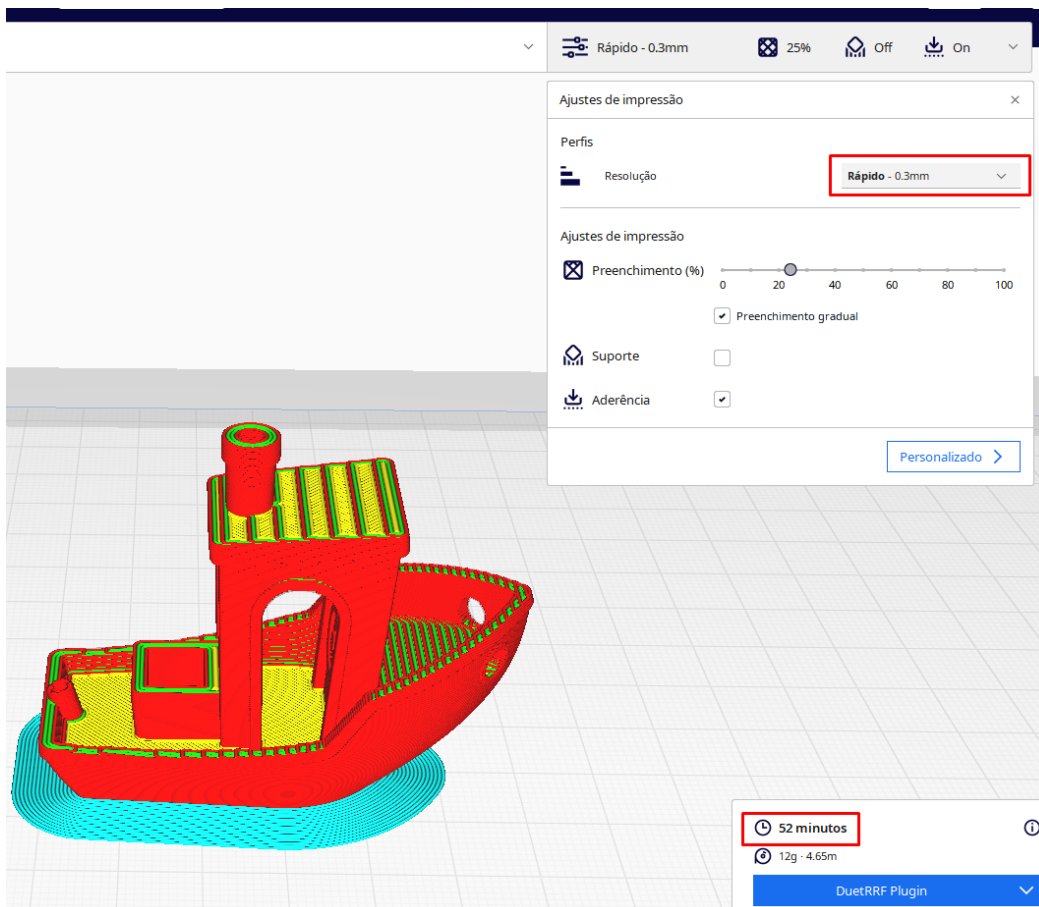 Rápido - 0.3mm 25% Off On
Ajustes de impressão
Perfis
Resolução Rápido - 0.3mm
Ajustes de impressão
Preenchimento (%)
0 20 40 60 80 100
Preenchimento gradual
Suporte
Aderência
Personalizado
52 minutos
12g · 4.65m
DuetRRF Plugin